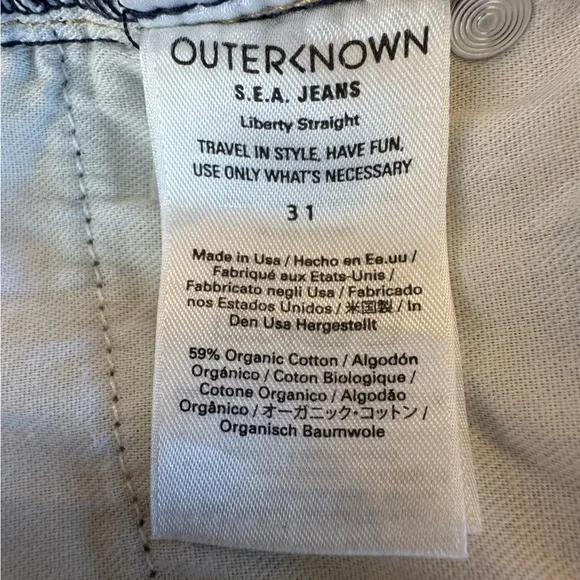 OUTERKNOWN
S.E.A. JEANS
Liberty Straight
TRAVEL IN STYLE, HAVE FUN,
USE ONLY WHAT'S NECESSARY
31
Made in Usa / Hecho en Ee.uu /
Fabriqué aux Etats-Unis /
Fabbricato negli Usa / Fabricado
nos Estados Unidos / 米国製 / In
Den Usa Hergestellt
59% Organic Cotton / Algodón
Orgánico / Coton Biologique /
Cotone Organico / Algodão
Orgânico / オーガニック・コットン /
Organisch Baumwole